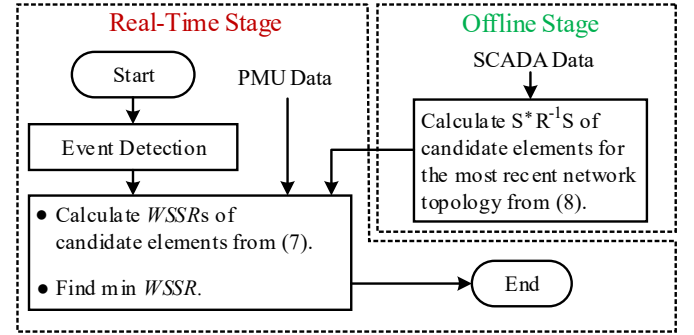 Real-Time Stage
Start
PMU Data
Event Detection
● Calculate WSSRs of
candidate elements from (7).
● Find min WSSR.
Offline Stage
SCADA Data
Calculate S*R⁻¹S of
candidate elements for
the most recent network
topology from (8).
End